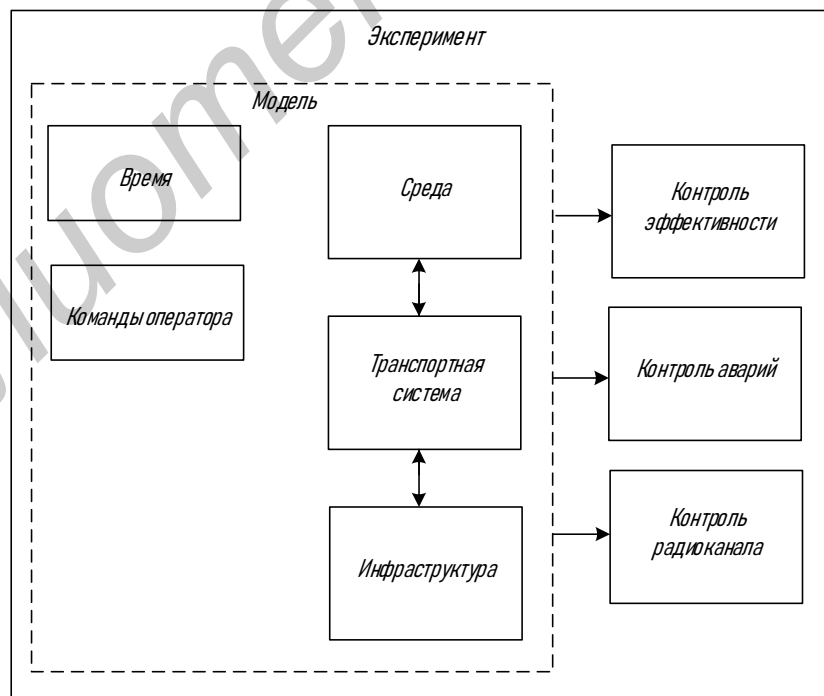 Эксперимент
Модель
Время
Среда
Контроль
эффективности
Команды оператора
Транспортная
система
Контроль аварий
Инфраструктура
Контроль
радиоканала